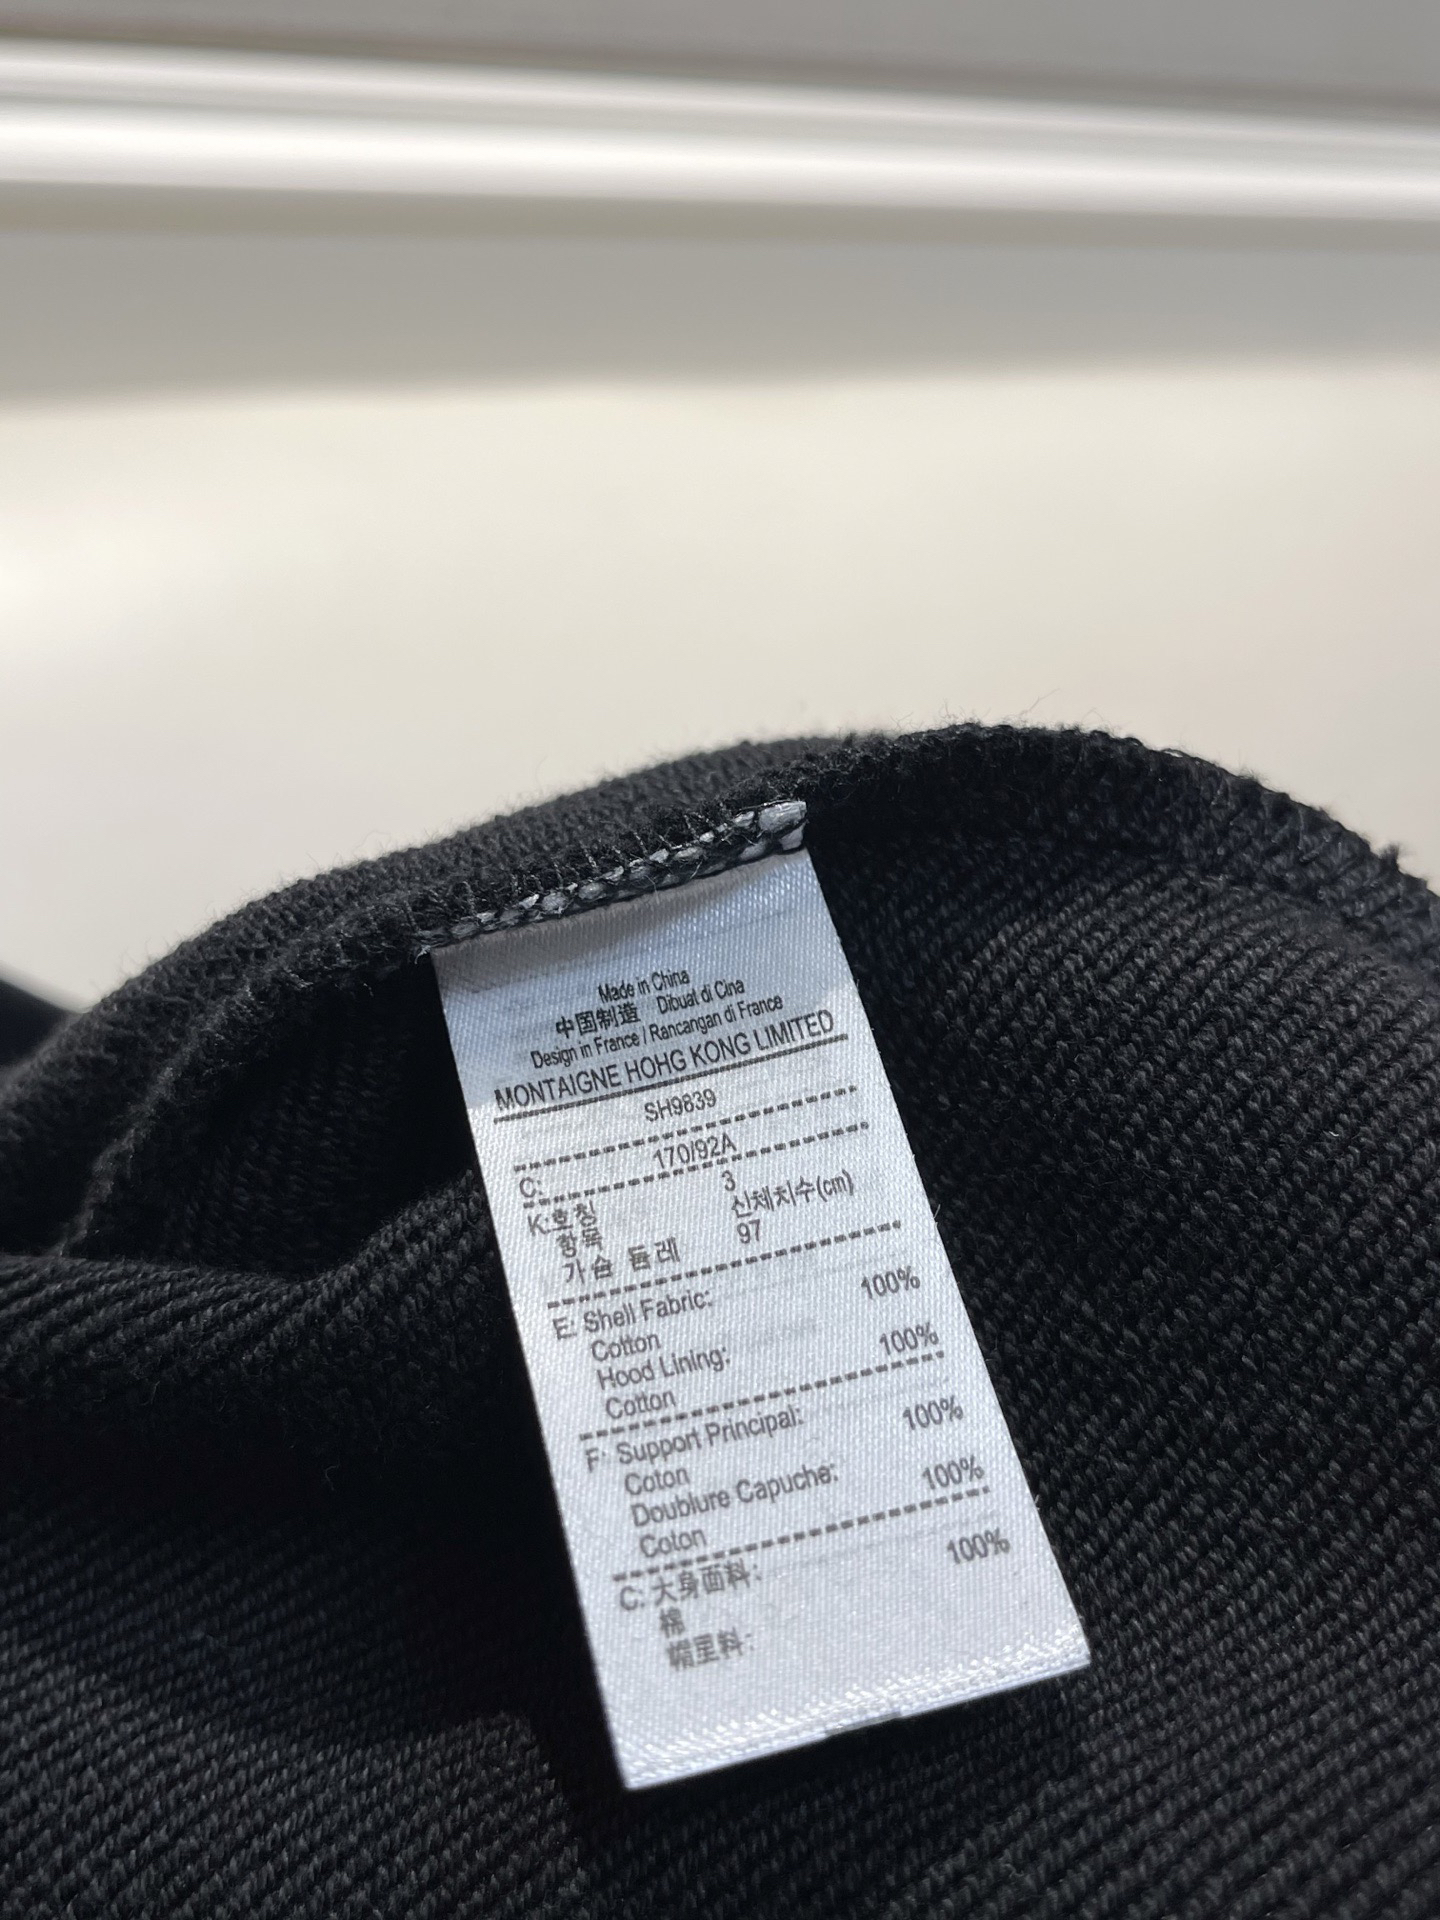 Made in China
中国制造 Dibuat di Cina
Design in France / Rancangan di France
MONTAIGNE HOHG KONG LIMITED
SH9839
C: 170/92A
K:호칭 3
항목 신체치수(cm)
가슴 둘레 97
E: Shell Fabric:
Cotton 100%
Hood Lining:
Cotton 100%
F: Support Principal:
Coton 100%
Doublure Capuche:
Coton 100%
C: 大身面料:
棉 100%
帽里料: